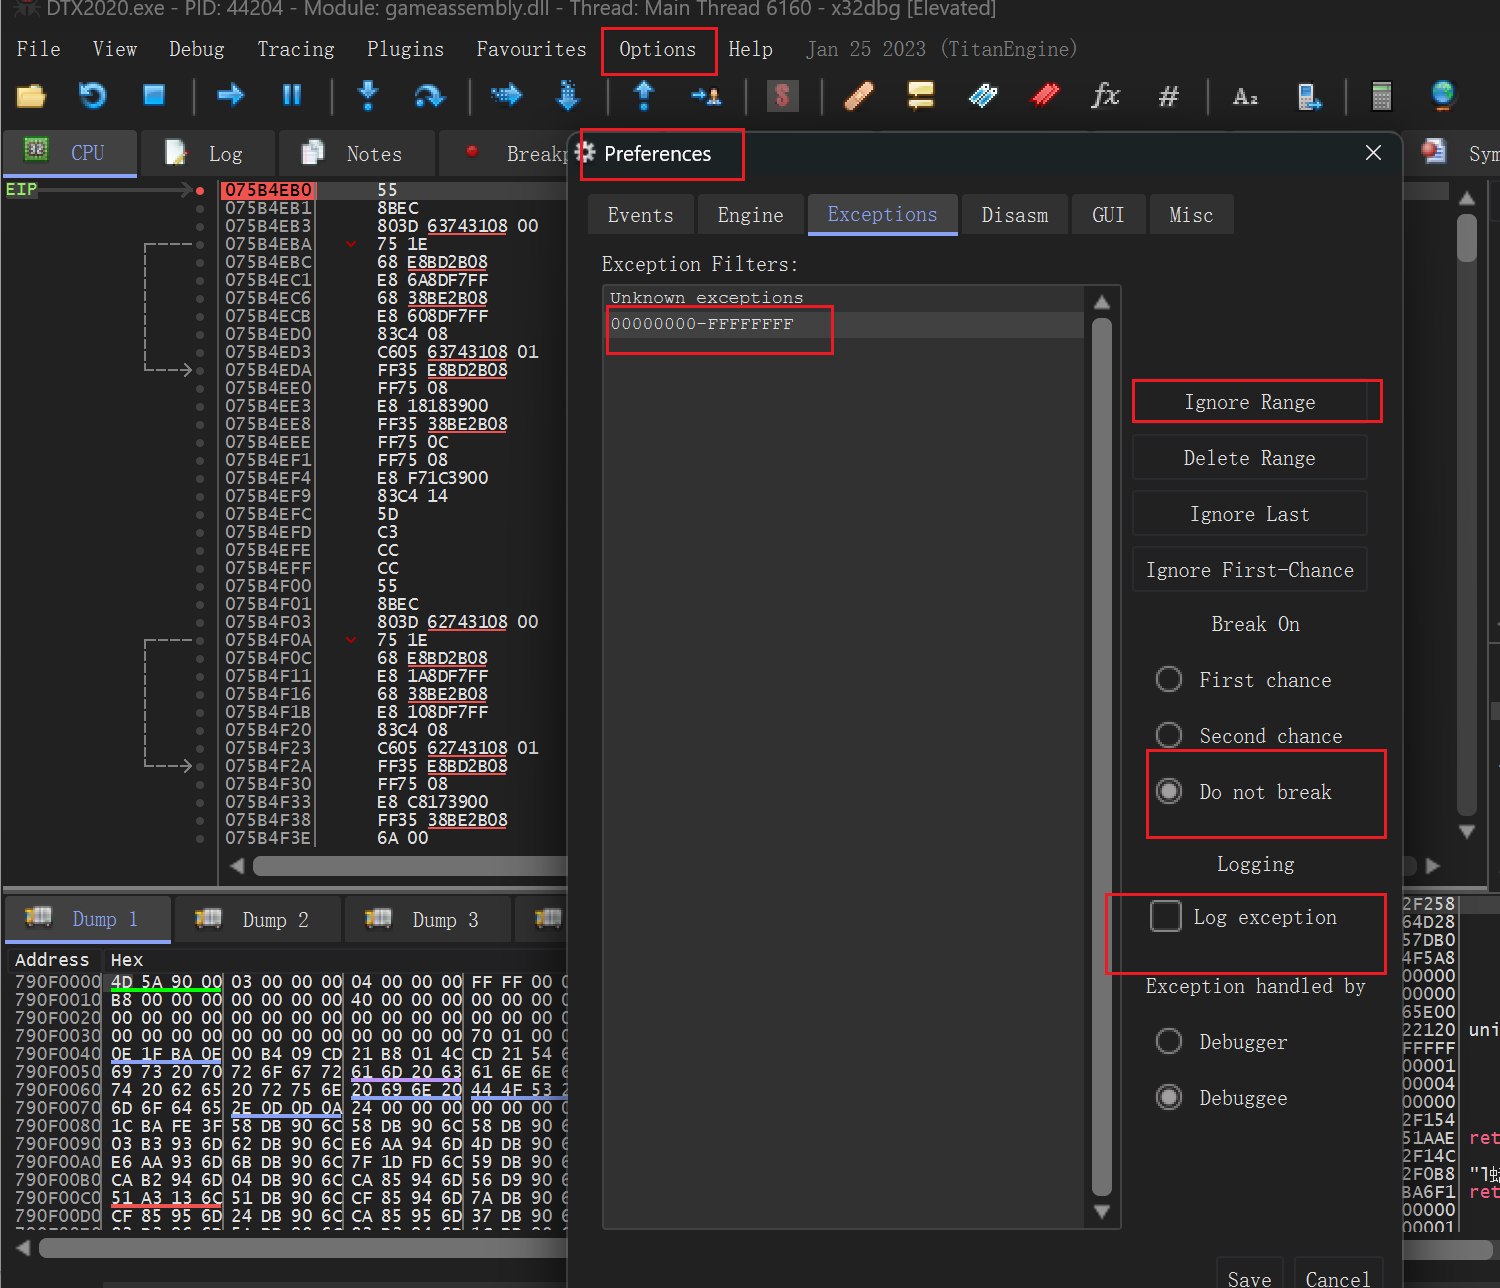 DTX2020.exe - PID: 44204 - Module: gameassembly.dll - Thread: Main Thread 6160 - x32dbg [Elevated]
File View Debug Tracing Plugins Favourites Options Help Jan 25 2023 (TitanEngine)
CPU Log Notes Breakp
Preferences
Sym
Events Engine Exceptions Disasm GUI Misc
Exception Filters:
Unknown exceptions
00000000-FFFFFFFF
Ignore Range
Delete Range
Ignore Last
Ignore First-Chance
Break On
First chance
Second chance
Do not break
Logging
Log exception
Exception handled by
Debugger
Debuggee
Save Cancel
EIP
075B4EB0 55
075B4EB1 8BEC
075B4EB3 803D 63743108 00
075B4EBA 75 1E
075B4EBC 68 E8BD2B08
075B4EC1 E8 6A8DF7FF
075B4EC6 68 38BE2B08
075B4ECB E8 608DF7FF
075B4ED0 83C4 08
075B4ED3 C605 63743108 01
075B4EDA FF35 E8BD2B08
075B4EE0 FF75 08
075B4EE3 E8 18183900
075B4EE8 FF35 38BE2B08
075B4EEE FF75 0C
075B4EF1 FF75 08
075B4EF4 E8 F71C3900
075B4EF9 83C4 14
075B4EFC 5D
075B4EFD C3
075B4EFE CC
075B4EFF CC
075B4F00 55
075B4F01 8BEC
075B4F03 803D 62743108 00
075B4F0A 75 1E
075B4F0C 68 E8BD2B08
075B4F11 E8 1A8DF7FF
075B4F16 68 38BE2B08
075B4F1B E8 108DF7FF
075B4F20 83C4 08
075B4F23 C605 62743108 01
075B4F2A FF35 E8BD2B08
075B4F30 FF75 08
075B4F33 E8 C8173900
075B4F38 FF35 38BE2B08
075B4F3E 6A 00
Dump 1 Dump 2 Dump 3
Address Hex
790F0000 4D 5A 90 00 03 00 00 00 04 00 00 00 FF FF 00 0
790F0010 B8 00 00 00 00 00 00 00 40 00 00 00 00 00 00 0
790F0020 00 00 00 00 00 00 00 00 00 00 00 00 00 00 00 0
790F0030 00 00 00 00 00 00 00 00 00 00 00 00 70 01 00 0
790F0040 0E 1F BA 0E 00 B4 09 CD 21 B8 01 4C CD 21 54 6
790F0050 69 73 20 70 72 6F 67 72 61 6D 20 63 61 6E 6E 6
790F0060 74 20 62 65 20 72 75 6E 20 69 6E 20 44 4F 53 2
790F0070 6D 6F 64 65 2E 0D 0D 0A 24 00 00 00 00 00 00 0
790F0080 1C BA FE 3F 58 DB 90 6C 58 DB 90 6C 58 DB 90 6
790F0090 03 B3 93 6D 62 DB 90 6C E6 AA 94 6D 4D DB 90 6
790F00A0 E6 AA 93 6D 6B DB 90 6C 7F 1D FD 6C 59 DB 90 6
790F00B0 CA B2 94 6D 04 DB 90 6C CA 85 94 6D 56 D9 90 6
790F00C0 51 A3 13 6C 51 DB 90 6C CF 85 94 6D 7A DB 90 6
790F00D0 CF 85 95 6D 24 DB 90 6C CA 85 95 6D 37 DB 90 6
2F258
64D28
57DB0
4F5A8
00000
00000
65E00
22120 uni
FFFFF
00001
00004
00000
2F154
51AAE ret
2F14C
2F0B8
BA6F1 ret
00000
00001